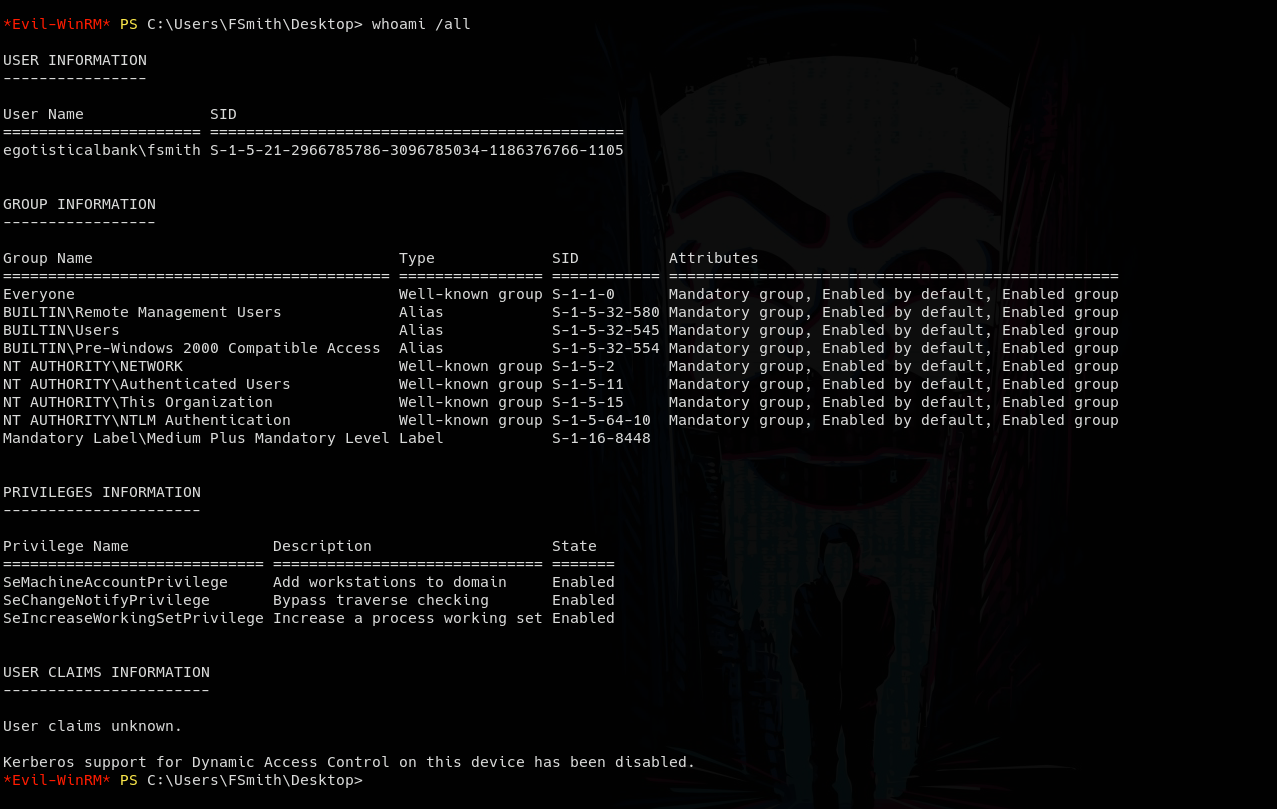 *Evil-WinRM* PS C:\Users\FSmith\Desktop> whoami /all
USER INFORMATION
----------------
User Name              SID
====================== ==============================================
egotisticalbank\fsmith S-1-5-21-2966785786-3096785034-1186376766-1105
GROUP INFORMATION
-----------------
Group Name                                  Type             SID          Attributes
=========================================== ================ ============ ==================================================
Everyone                                    Well-known group S-1-1-0      Mandatory group, Enabled by default, Enabled group
BUILTIN\Remote Management Users             Alias            S-1-5-32-580 Mandatory group, Enabled by default, Enabled group
BUILTIN\Users                               Alias            S-1-5-32-545 Mandatory group, Enabled by default, Enabled group
BUILTIN\Pre-Windows 2000 Compatible Access  Alias            S-1-5-32-554 Mandatory group, Enabled by default, Enabled group
NT AUTHORITY\NETWORK                        Well-known group S-1-5-2      Mandatory group, Enabled by default, Enabled group
NT AUTHORITY\Authenticated Users            Well-known group S-1-5-11     Mandatory group, Enabled by default, Enabled group
NT AUTHORITY\This Organization              Well-known group S-1-5-15     Mandatory group, Enabled by default, Enabled group
NT AUTHORITY\NTLM Authentication            Well-known group S-1-5-64-10  Mandatory group, Enabled by default, Enabled group
Mandatory Label\Medium Plus Mandatory Level Label            S-1-16-8448
PRIVILEGES INFORMATION
----------------------
Privilege Name                Description                    State
============================= ============================== =======
SeMachineAccountPrivilege     Add workstations to domain     Enabled
SeChangeNotifyPrivilege       Bypass traverse checking       Enabled
SeIncreaseWorkingSetPrivilege Increase a process working set Enabled
USER CLAIMS INFORMATION
-----------------------
User claims unknown.
Kerberos support for Dynamic Access Control on this device has been disabled.
*Evil-WinRM* PS C:\Users\FSmith\Desktop>